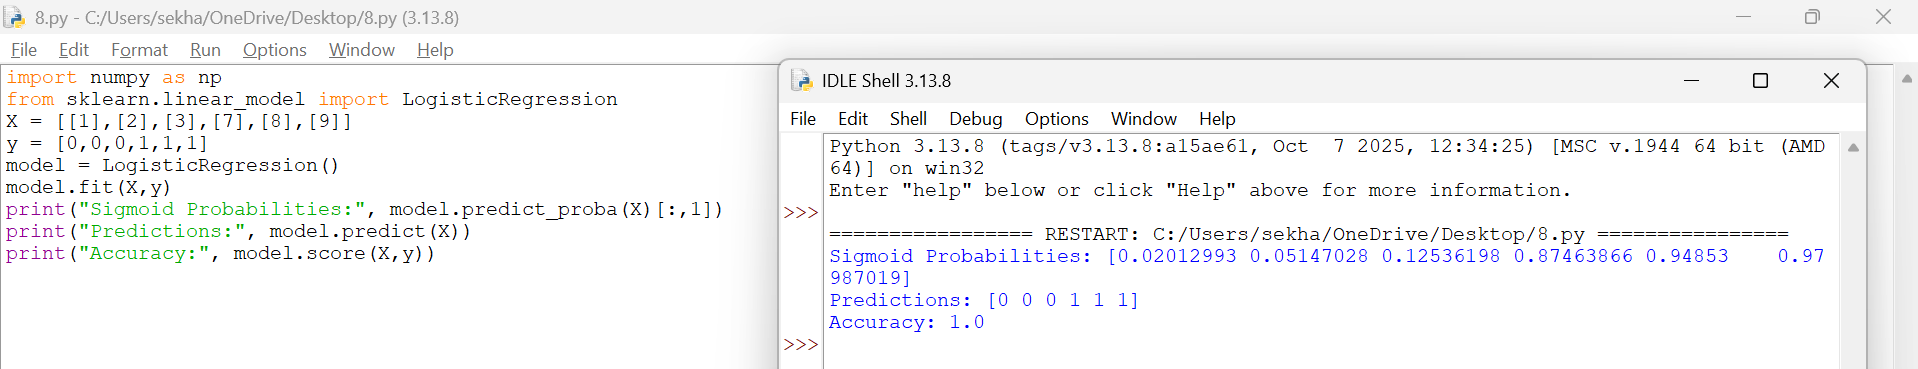 8.py - C:/Users/sekha/OneDrive/Desktop/8.py (3.13.8)
File Edit Format Run Options Window Help
import numpy as np
from sklearn.linear_model import LogisticRegression
X = [[1],[2],[3],[7],[8],[9]]
y = [0,0,0,1,1,1]
model = LogisticRegression()
model.fit(X,y)
print("Sigmoid Probabilities:", model.predict_proba(X)[:,1])
print("Predictions:", model.predict(X))
print("Accuracy:", model.score(X,y))
IDLE Shell 3.13.8
File Edit Shell Debug Options Window Help
Python 3.13.8 (tags/v3.13.8:a15ae61, Oct  7 2025, 12:34:25) [MSC v.1944 64 bit (AMD
64)] on win32
Enter "help" below or click "Help" above for more information.
>>>
================= RESTART: C:/Users/sekha/OneDrive/Desktop/8.py ================
Sigmoid Probabilities: [0.02012993 0.05147028 0.12536198 0.87463866 0.94853    0.97
987019]
Predictions: [0 0 0 1 1 1]
Accuracy: 1.0
>>>